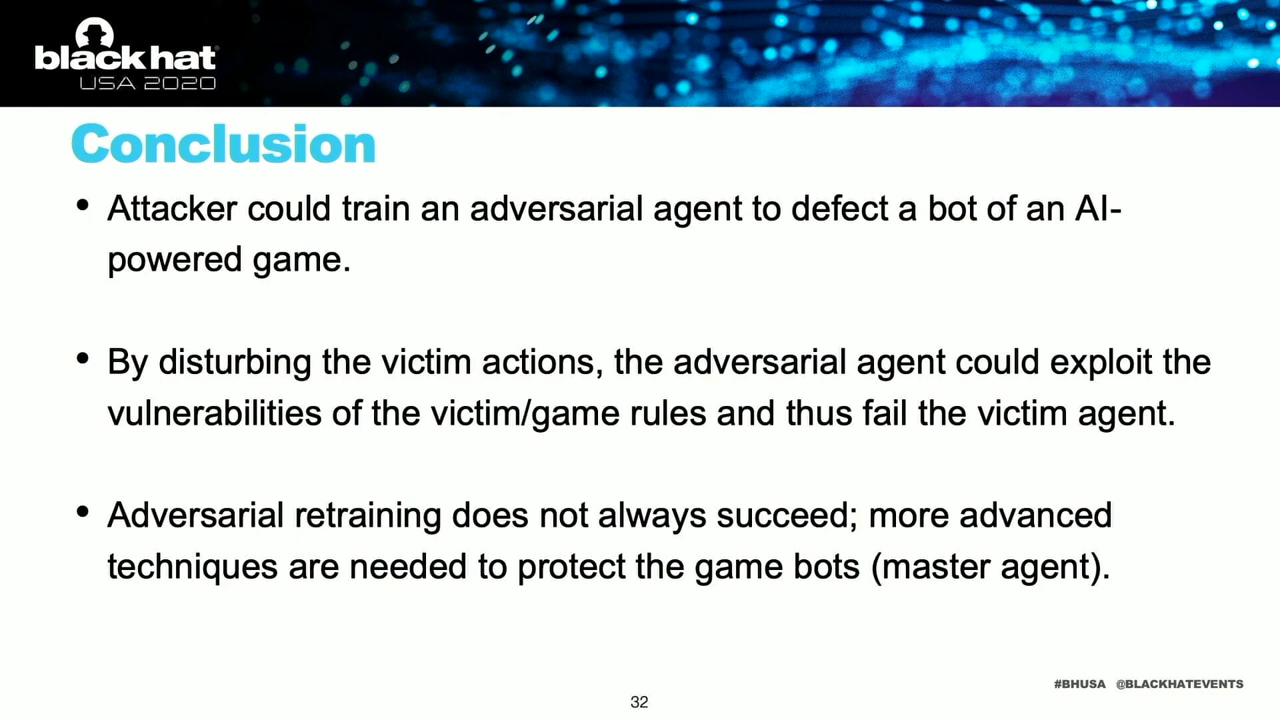 black hat
USA 2020
Conclusion
• Attacker could train an adversarial agent to defect a bot of an AI-
powered game.
• By disturbing the victim actions, the adversarial agent could exploit the
vulnerabilities of the victim/game rules and thus fail the victim agent.
• Adversarial retraining does not always succeed; more advanced
techniques are needed to protect the game bots (master agent).
#BHUSA @BLACKHATEVENTS
32